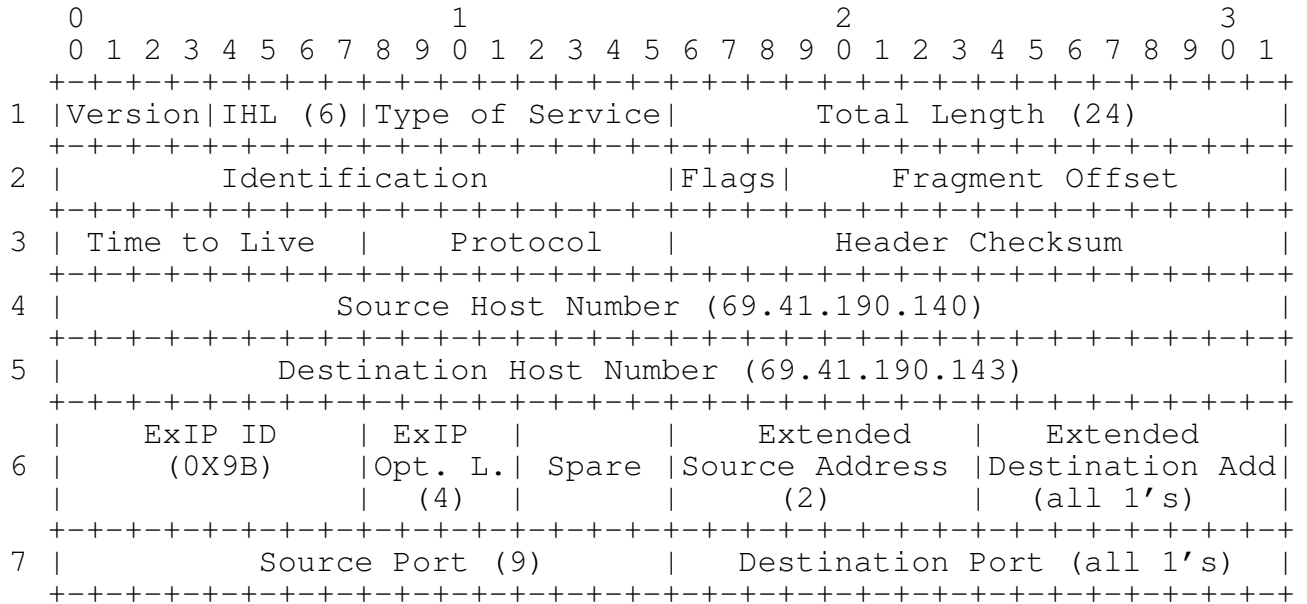 0                   1                   2                   3
 0 1 2 3 4 5 6 7 8 9 0 1 2 3 4 5 6 7 8 9 0 1 2 3 4 5 6 7 8 9 0 1
  +-+-+-+-+-+-+-+-+-+-+-+-+-+-+-+-+-+-+-+-+-+-+-+-+-+-+-+-+-+-+-+-+
1 |Version|IHL (6)|Type of Service|       Total Length (24)       |
  +-+-+-+-+-+-+-+-+-+-+-+-+-+-+-+-+-+-+-+-+-+-+-+-+-+-+-+-+-+-+-+-+
2 |        Identification         |Flags|     Fragment Offset     |
  +-+-+-+-+-+-+-+-+-+-+-+-+-+-+-+-+-+-+-+-+-+-+-+-+-+-+-+-+-+-+-+-+
3 | Time to Live  |    Protocol   |        Header Checksum        |
  +-+-+-+-+-+-+-+-+-+-+-+-+-+-+-+-+-+-+-+-+-+-+-+-+-+-+-+-+-+-+-+-+
4 |              Source Host Number (69.41.190.140)               |
  +-+-+-+-+-+-+-+-+-+-+-+-+-+-+-+-+-+-+-+-+-+-+-+-+-+-+-+-+-+-+-+-+
5 |           Destination Host Number (69.41.190.143)             |
  +-+-+-+-+-+-+-+-+-+-+-+-+-+-+-+-+-+-+-+-+-+-+-+-+-+-+-+-+-+-+-+-+
  |    ExIP ID    | ExIP  |       |    Extended   |   Extended    |
6 |     (0X9B)    |Opt. L.| Spare |Source Address |Destination Add|
  |               |  (4)  |       |     (2)       |  (all 1's)    |
  +-+-+-+-+-+-+-+-+-+-+-+-+-+-+-+-+-+-+-+-+-+-+-+-+-+-+-+-+-+-+-+-+
7 |          Source Port (9)      |   Destination Port (all 1's)  |
  +-+-+-+-+-+-+-+-+-+-+-+-+-+-+-+-+-+-+-+-+-+-+-+-+-+-+-+-+-+-+-+-+